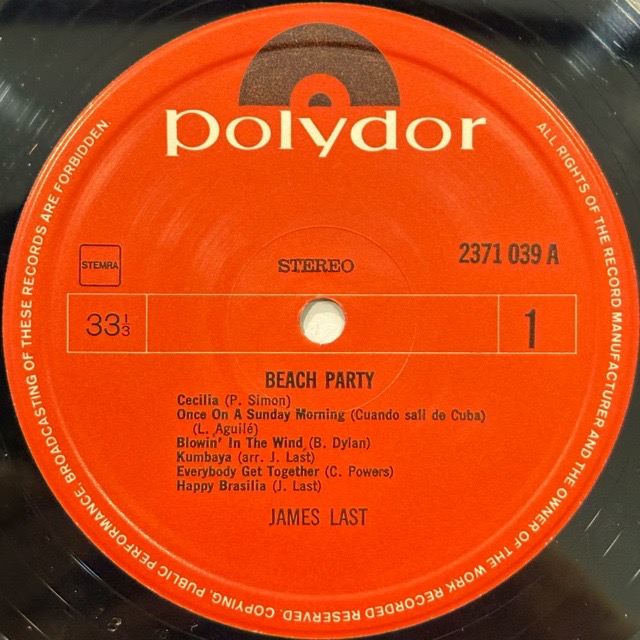 polydor
STEMRA
STEREO
2371 039 A
33⅓
1
BEACH PARTY
Cecilia (P. Simon)
Once On A Sunday Morning (Cuando sali de Cuba)
(L. Aguilé)
Blowin' In The Wind (B. Dylan)
Kumbaya (arr. J. Last)
Everybody Get Together (C. Powers)
Happy Brasilia (J. Last)
JAMES LAST
ALL RIGHTS OF THE RECORD MANUFACTURER AND THE OWNER OF THE WORK RECORDED RESERVED. COPYING, PUBLIC PERFORMANCE, BROADCASTING OF THESE RECORDS ARE FORBIDDEN.